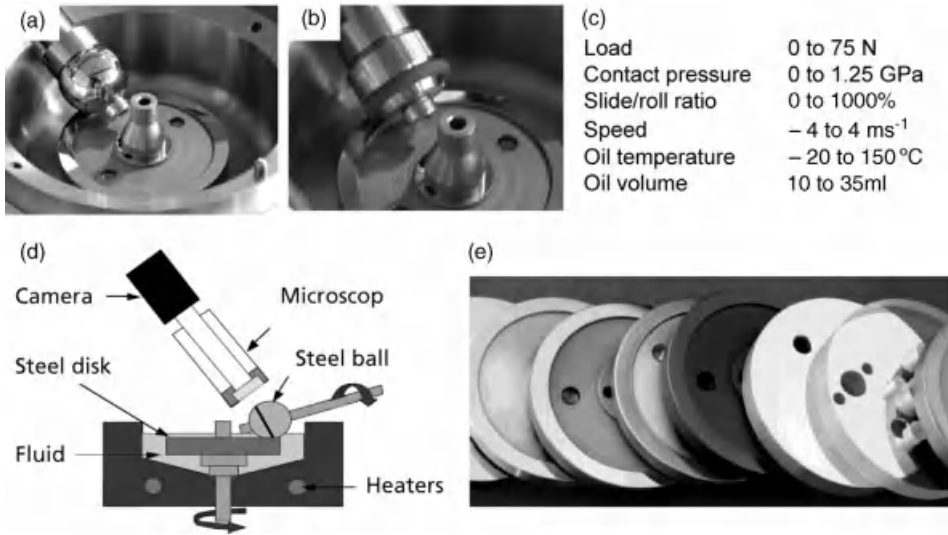 (a)
(b)
(c)
Load 0 to 75 N
Contact pressure 0 to 1.25 GPa
Slide/roll ratio 0 to 1000%
Speed – 4 to 4 ms⁻¹
Oil temperature – 20 to 150 ºC
Oil volume 10 to 35ml
(d)
Camera
Microscop
Steel ball
Steel disk
Fluid
Heaters
(e)